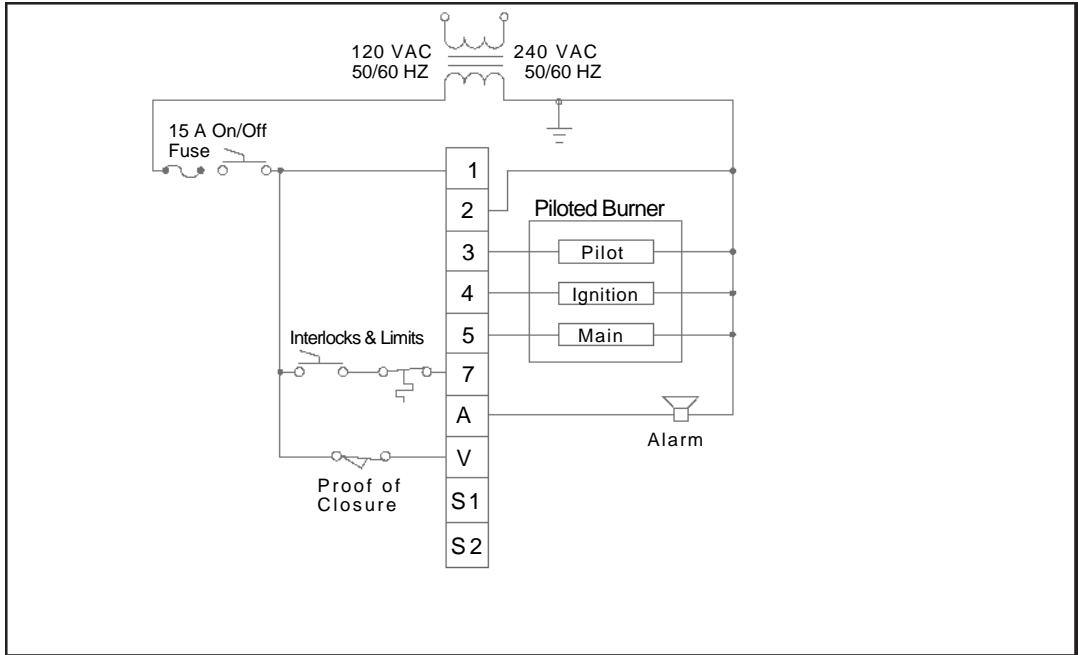 120 VAC
50/60 HZ
240 VAC
50/60 HZ
15 A On/Off
Fuse
1
2
Piloted Burner
3
Pilot
4
Ignition
5
Main
Interlocks & Limits
7
A
Alarm
V
Proof of
Closure
S1
S2